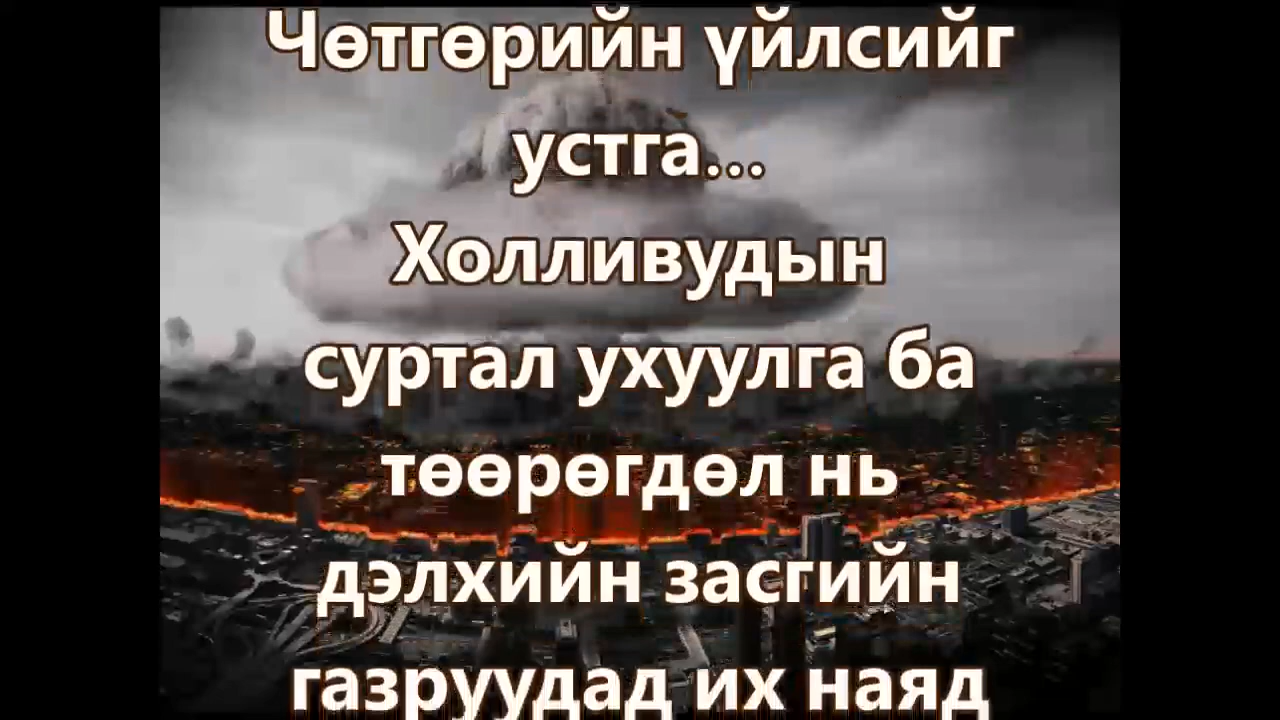 Чөтгөрийн үйлсийг
устга...
Холливудын
суртал ухуулга ба
төөрөгдөл нь
дэлхийн засгийн
газруудад их наяд